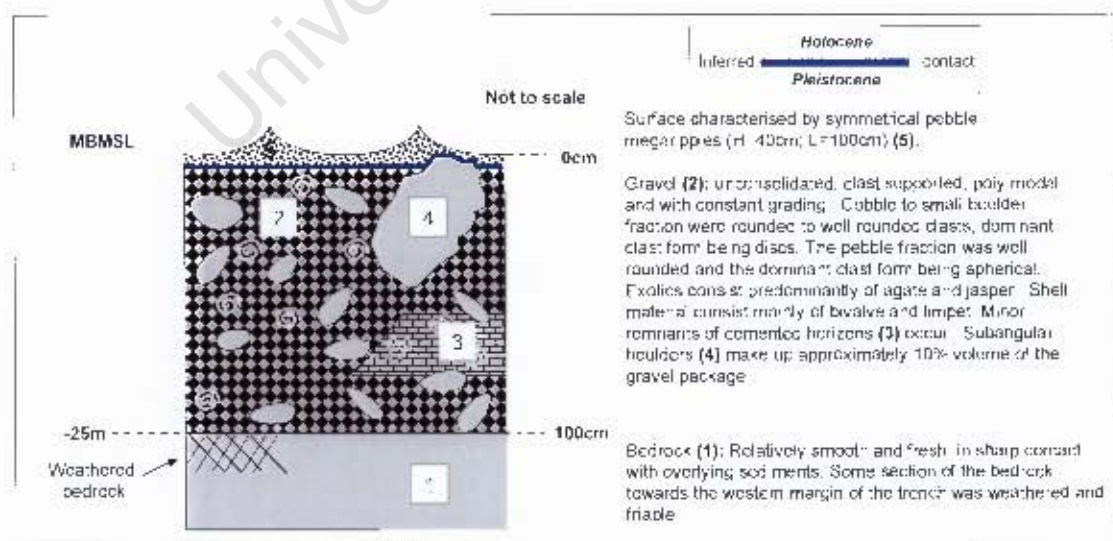 Univer
Holocene
Inferred contact
Pleistocene
Not to scale
MBMSL
Surface characterised by symmetrical pebble
megaripples (H 40cm; L=100cm) (5).
0cm
Gravel (2): unconsolidated, clast supported, poly modal
and with constant grading. Cobble to small boulder
fraction were rounded to well rounded clasts, dominant
clast form being discs. The pebble fraction was well
rounded and the dominant clast form being spherical.
Exotics consist predominantly of agate and jasper. Shell
material consist mainly of bivalve and limpet. Minor
remnants of cemented horizons (3) occur. Subangular
boulders (4) make up approximately 10% volume of the
gravel package
2
4
3
-25m
100cm
Weathered
bedrock
1
Bedrock (1): Relatively smooth and fresh, in sharp contact
with overlying sediments. Some section of the bedrock
towards the western margin of the trench was weathered and
friable